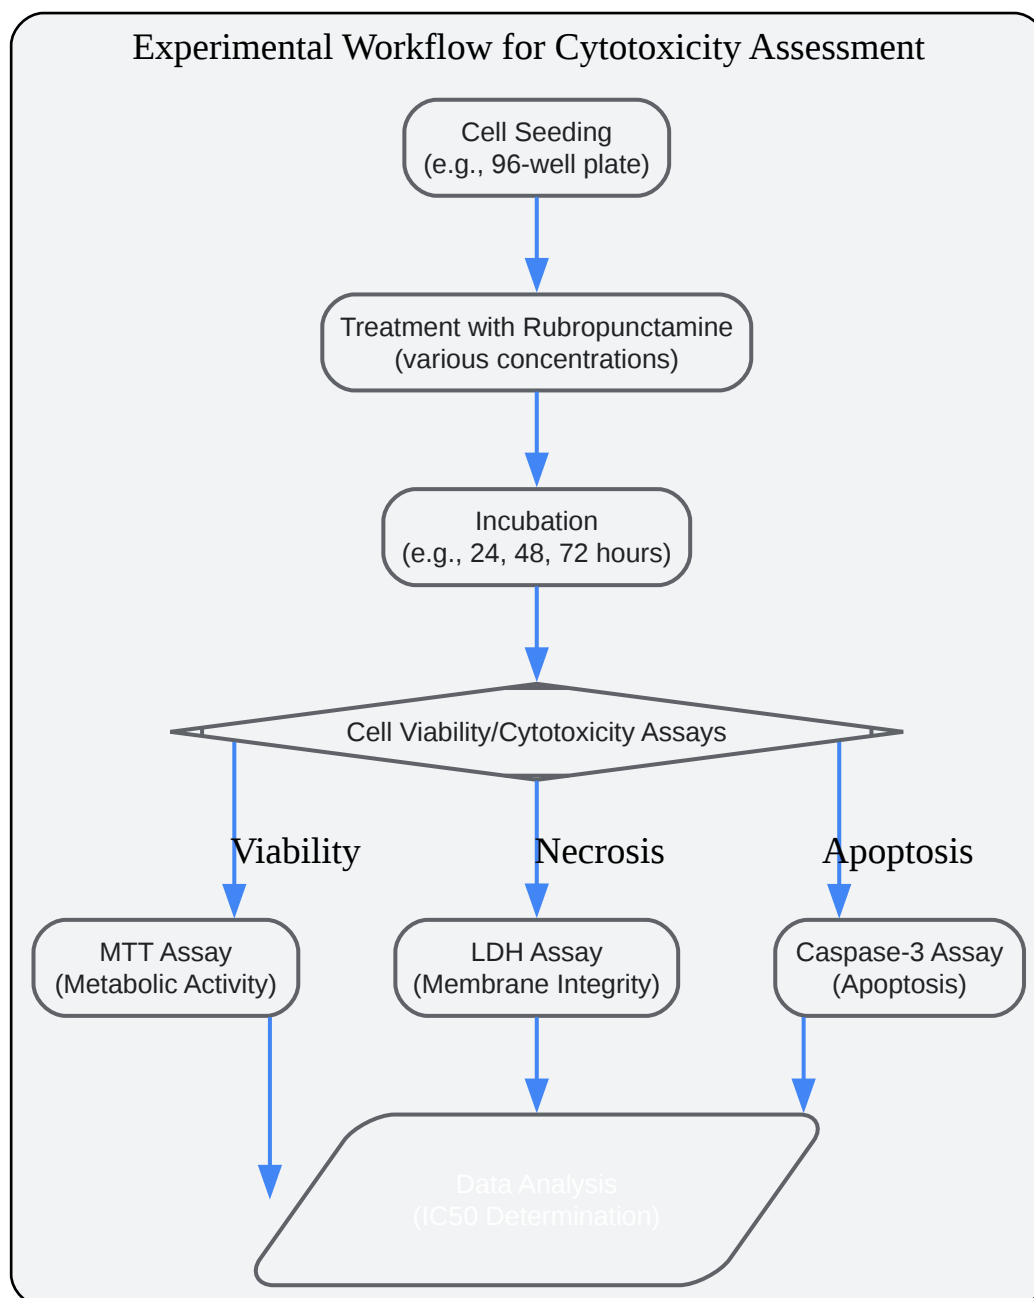 Experimental Workflow for Cytotoxicity Assessment
Cell Seeding
(e.g., 96-well plate)
Treatment with Rubropunctamine
(various concentrations)
Incubation
(e.g., 24, 48, 72 hours)
Cell Viability/Cytotoxicity Assays
Viability
Necrosis
Apoptosis
MTT Assay
(Metabolic Activity)
LDH Assay
(Membrane Integrity)
Caspase-3 Assay
(Apoptosis)
Data Analysis
(IC50 Determination)